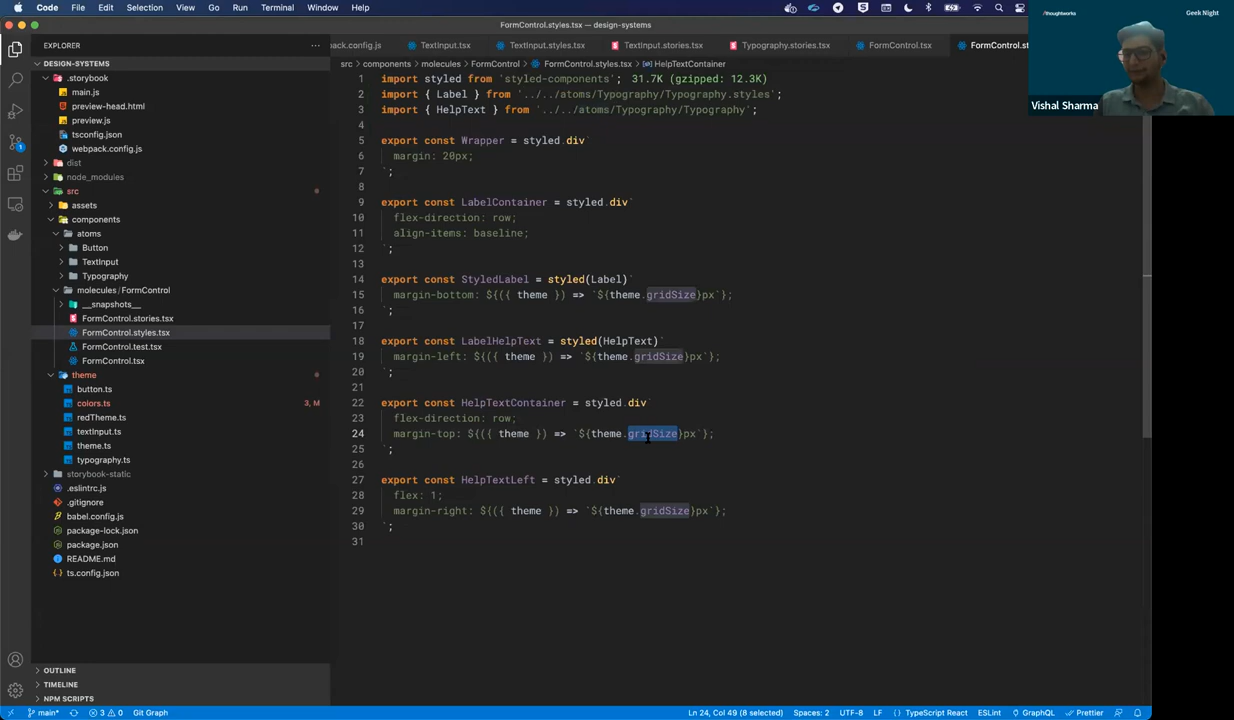 Code File Edit Selection View Go Run Terminal Window Help
FormControl.styles.tsx — design-systems
/thoughtworks
Geek Night
Vishal Sharma
EXPLORER
DESIGN-SYSTEMS
.storybook
main.js
preview-head.html
preview.js
tsconfig.json
webpack.config.js
dist
node_modules
src
assets
components
atoms
Button
TextInput
Typography
molecules/FormControl
__snapshots__
FormControl.stories.tsx
FormControl.styles.tsx
FormControl.test.tsx
FormControl.tsx
theme
button.ts
colors.ts 3, M
redTheme.ts
textInput.ts
theme.ts
typography.ts
storybook-static
.eslintrc.js
.gitignore
babel.config.js
package-lock.json
package.json
README.md
ts.config.json
OUTLINE
TIMELINE
NPM SCRIPTS
1
pack.config.js TextInput.tsx TextInput.styles.tsx TextInput.stories.tsx Typography.stories.tsx FormControl.tsx FormControl.st
src > components > molecules > FormControl > FormControl.styles.tsx > HelpTextContainer
1 import styled from 'styled-components'; 31.7K (gzipped: 12.3K)
2 import { Label } from '../../atoms/Typography/Typography.styles';
3 import { HelpText } from '../../atoms/Typography/Typography';
4
5 export const Wrapper = styled.div`
6 margin: 20px;
7 `;
8
9 export const LabelContainer = styled.div`
10 flex-direction: row;
11 align-items: baseline;
12 `;
13
14 export const StyledLabel = styled(Label)`
15 margin-bottom: ${({ theme }) => `${theme.gridSize}px`};
16 `;
17
18 export const LabelHelpText = styled(HelpText)`
19 margin-left: ${({ theme }) => `${theme.gridSize}px`};
20 `;
21
22 export const HelpTextContainer = styled.div`
23 flex-direction: row;
24 margin-top: ${({ theme }) => `${theme.gridSize}px`};
25 `;
26
27 export const HelpTextLeft = styled.div`
28 flex: 1;
29 margin-right: ${({ theme }) => `${theme.gridSize}px`};
30 `;
31
main* 3 0 Git Graph Ln 24, Col 49 (8 selected) Spaces: 2 UTF-8 LF TypeScript React ESLint GraphQL Prettier